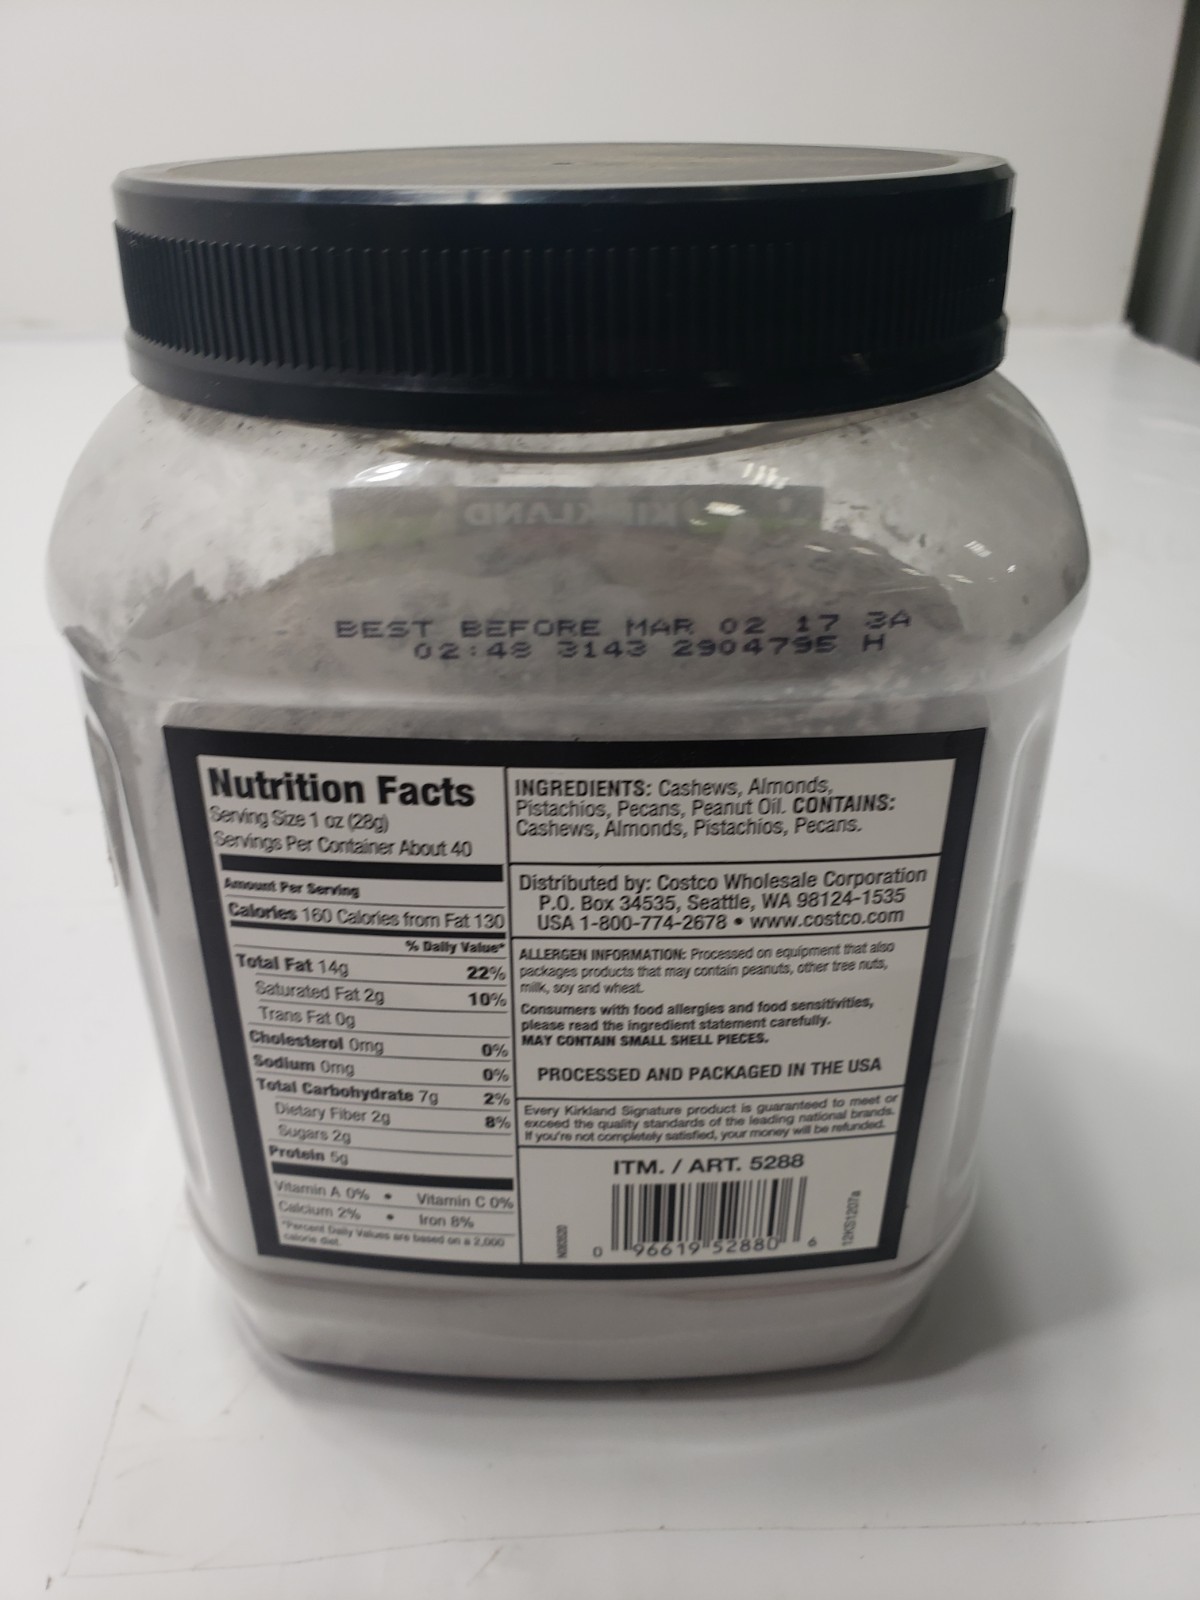 KIRKLAND
BEST BEFORE MAR 02 17 3A
02:48 3143 2904795 H
Nutrition Facts
Serving Size 1 oz (28g)
Servings Per Container About 40
Amount Per Serving
Calories 160 Calories from Fat 130
% Daily Value*
Total Fat 14g 22%
Saturated Fat 2g 10%
Trans Fat 0g
Cholesterol 0mg 0%
Sodium 0mg 0%
Total Carbohydrate 7g 2%
Dietary Fiber 2g 8%
Sugars 2g
Protein 5g
Vitamin A 0% • Vitamin C 0%
Calcium 2% • Iron 8%
*Percent Daily Values are based on a 2,000
calorie diet.
INGREDIENTS: Cashews, Almonds,
Pistachios, Pecans, Peanut Oil. CONTAINS:
Cashews, Almonds, Pistachios, Pecans.
Distributed by: Costco Wholesale Corporation
P.O. Box 34535, Seattle, WA 98124-1535
USA 1-800-774-2678 • www.costco.com
ALLERGEN INFORMATION: Processed on equipment that also
packages products that may contain peanuts, other tree nuts,
milk, soy and wheat.
Consumers with food allergies and food sensitivities,
please read the ingredient statement carefully.
MAY CONTAIN SMALL SHELL PIECES.
PROCESSED AND PACKAGED IN THE USA
Every Kirkland Signature product is guaranteed to meet or
exceed the quality standards of the leading national brands.
If you're not completely satisfied, your money will be refunded.
ITM. / ART. 5288
0 96619 52880 6
12KS1207a